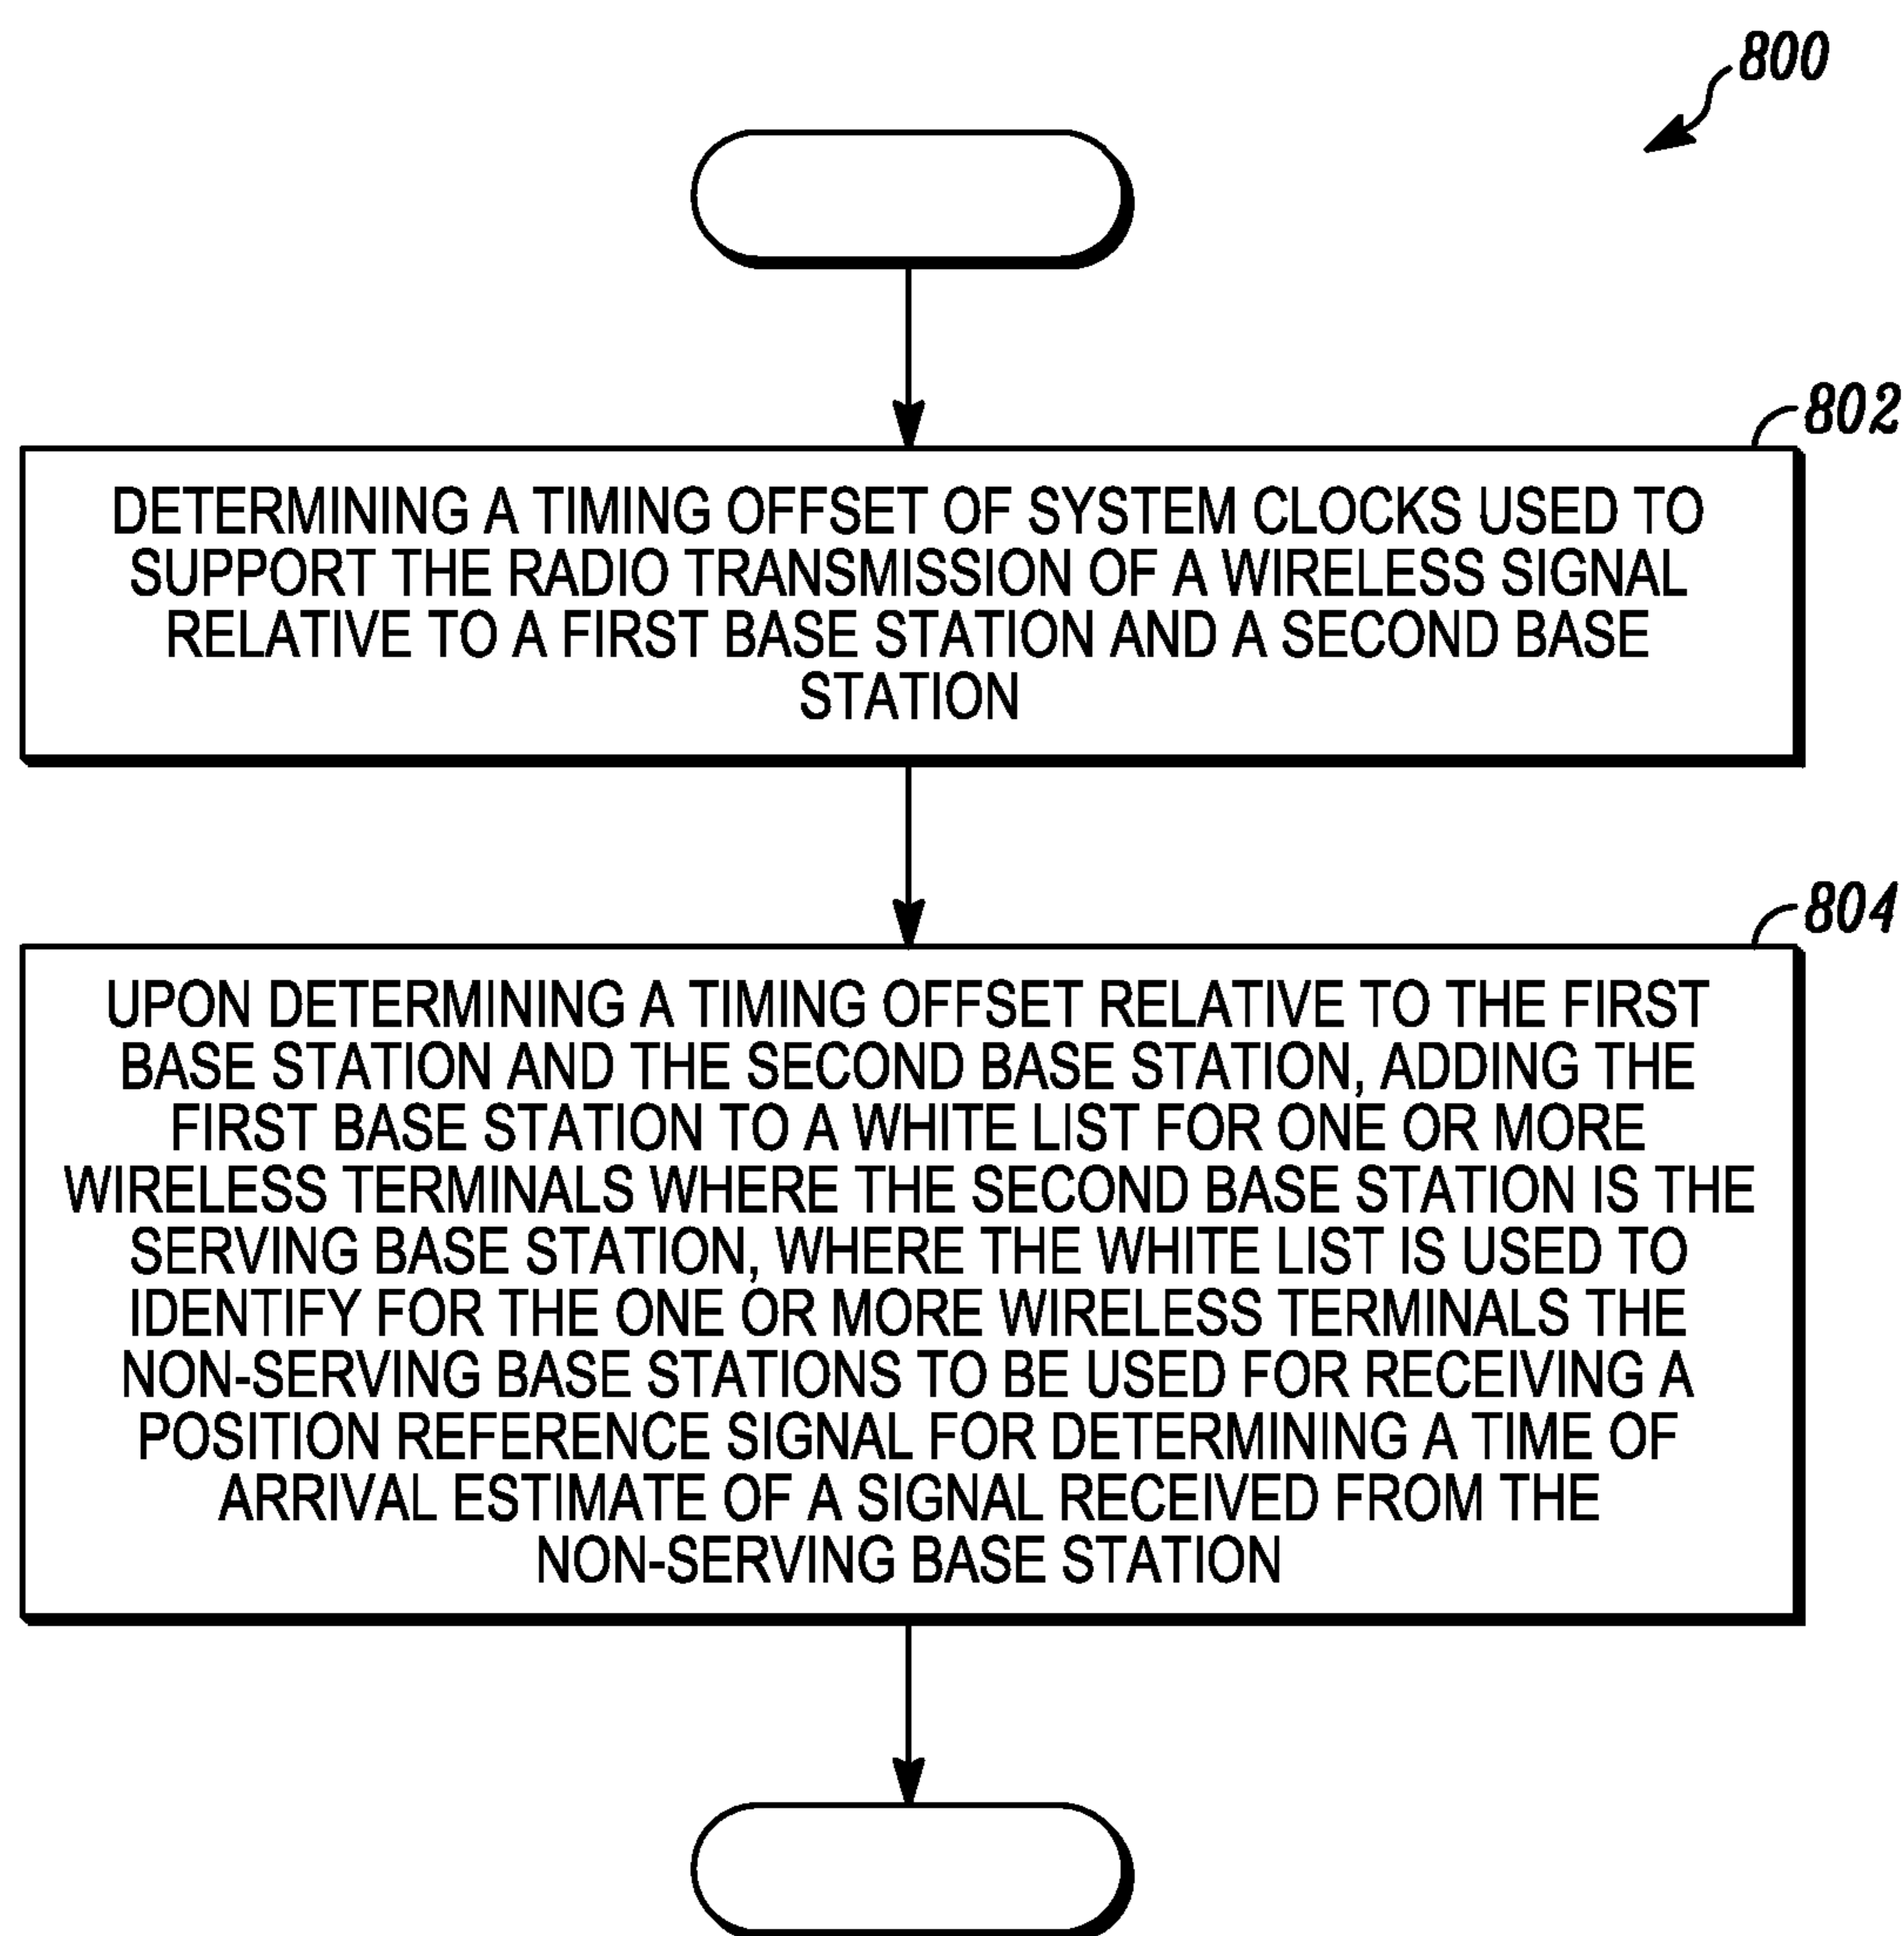 800
802
DETERMINING A TIMING OFFSET OF SYSTEM CLOCKS USED TO
SUPPORT THE RADIO TRANSMISSION OF A WIRELESS SIGNAL
RELATIVE TO A FIRST BASE STATION AND A SECOND BASE
STATION
804
UPON DETERMINING A TIMING OFFSET RELATIVE TO THE FIRST
BASE STATION AND THE SECOND BASE STATION, ADDING THE
FIRST BASE STATION TO A WHITE LIST FOR ONE OR MORE
WIRELESS TERMINALS WHERE THE SECOND BASE STATION IS THE
SERVING BASE STATION, WHERE THE WHITE LIST IS USED TO
IDENTIFY FOR THE ONE OR MORE WIRELESS TERMINALS THE
NON-SERVING BASE STATIONS TO BE USED FOR RECEIVING A
POSITION REFERENCE SIGNAL FOR DETERMINING A TIME OF
ARRIVAL ESTIMATE OF A SIGNAL RECEIVED FROM THE
NON-SERVING BASE STATION